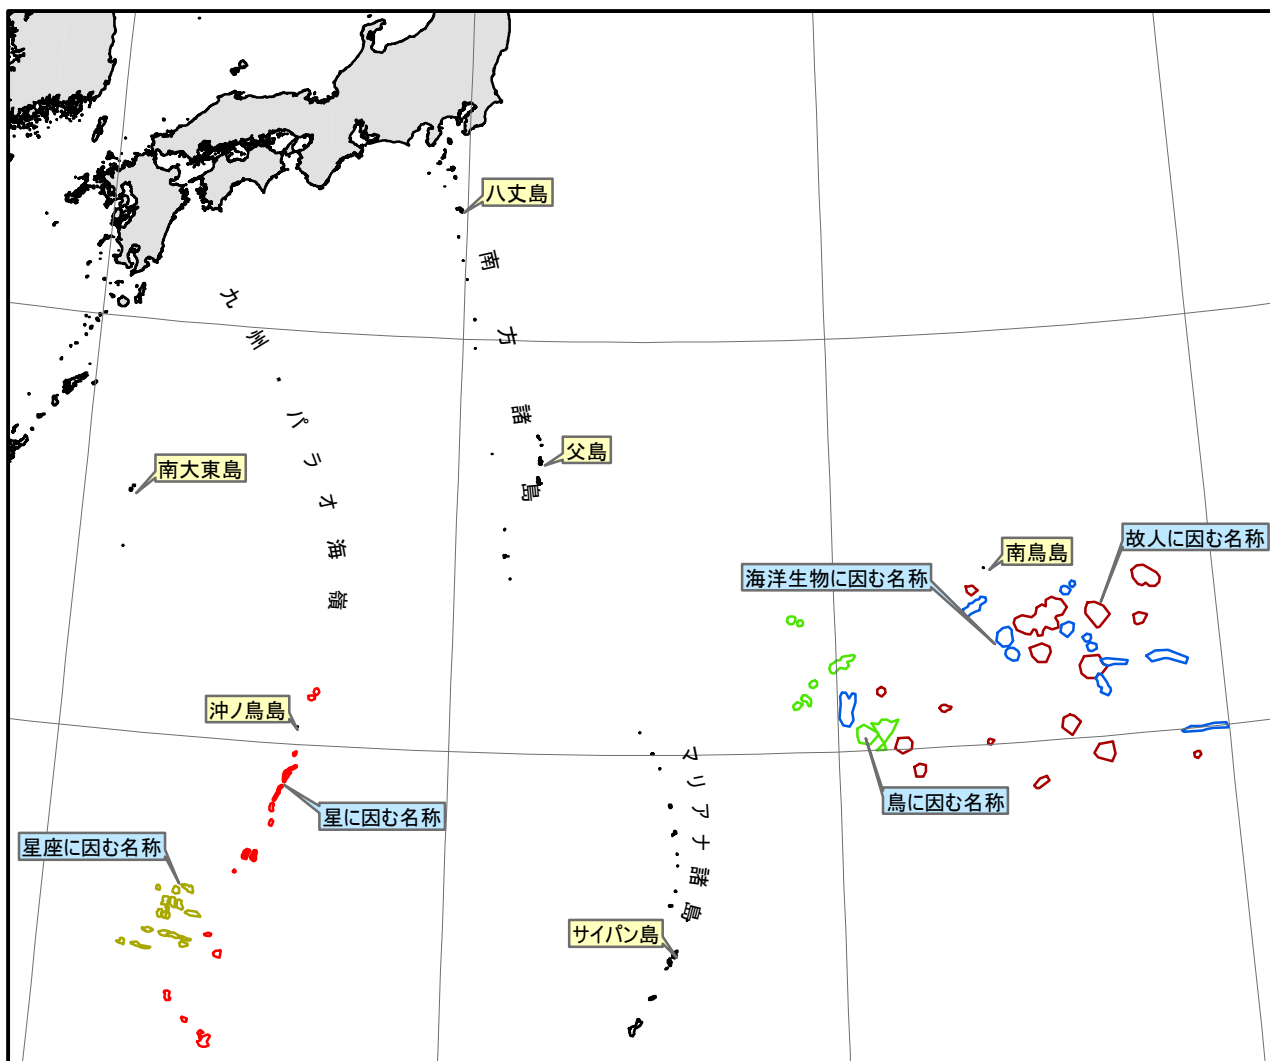 八丈島
南方諸島
九州・パラオ海嶺
父島
南大東島
南鳥島
故人に因む名称
海洋生物に因む名称
沖ノ鳥島
マリアナ諸島
星に因む名称
鳥に因む名称
星座に因む名称
サイパン島